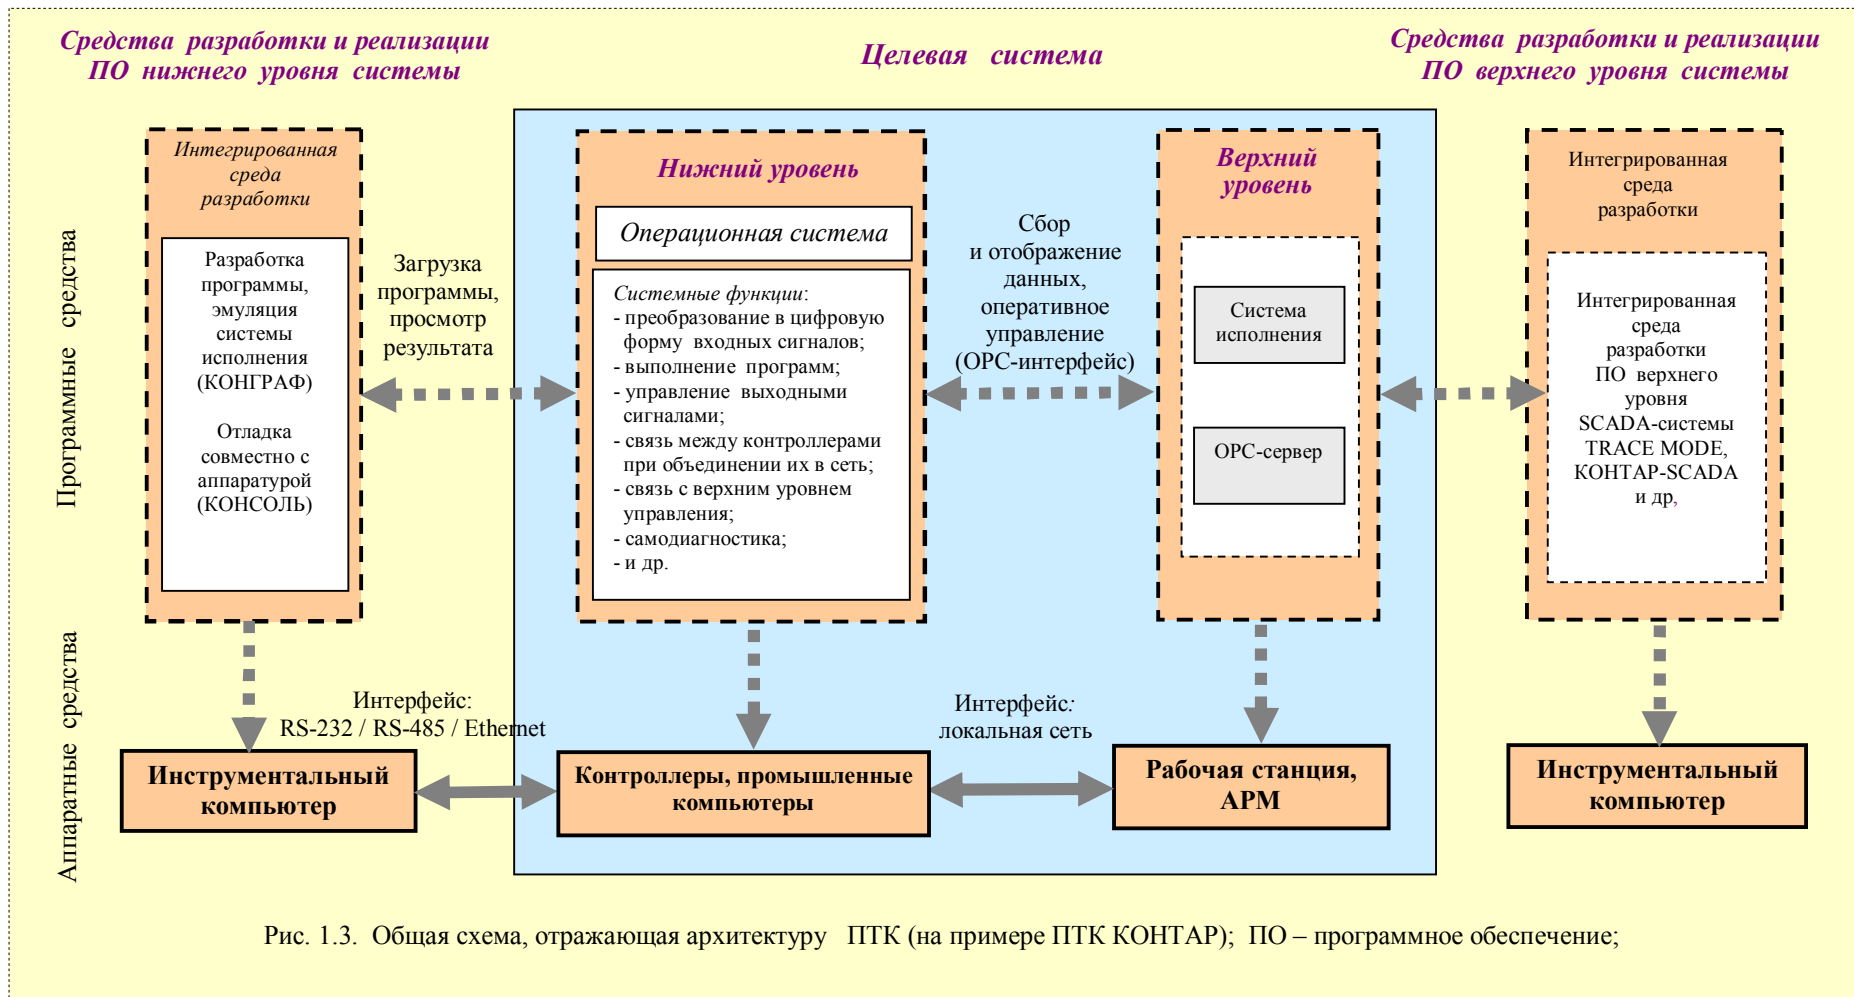 Средства разработки и реализации
ПО нижнего уровня системы
Целевая система
Средства разработки и реализации
ПО верхнего уровня системы
Программные средства
Аппаратные средства
Интегрированная
среда
разработки
Разработка
программы,
эмуляция
системы
исполнения
(КОНГРАФ)
Отладка
совместно с
аппаратурой
(КОНСОЛЬ)
Загрузка
программы,
просмотр
результата
Нижний уровень
Операционная система
Системные функции:
- преобразование в цифровую
форму входных сигналов;
- выполнение программ;
- управление выходными
сигналами;
- связь между контроллерами
при объединении их в сеть;
- связь с верхним уровнем
управления;
- самодиагностика;
- и др.
Сбор
и отображение
данных,
оперативное
управление
(OPC-интерфейс)
Верхний
уровень
Система
исполнения
OPC-сервер
Интегрированная
среда
разработки
Интегрированная
среда
разработки
ПО верхнего
уровня
SCADA-системы
TRACE MODE,
КОНТАР-SCADA
и др,
Интерфейс:
RS-232 / RS-485 / Ethernet
Интерфейс:
локальная сеть
Инструментальный
компьютер
Контроллеры, промышленные
компьютеры
Рабочая станция,
АРМ
Инструментальный
компьютер
Рис. 1.3. Общая схема, отражающая архитектуру ПТК (на примере ПТК КОНТАР); ПО – программное обеспечение;